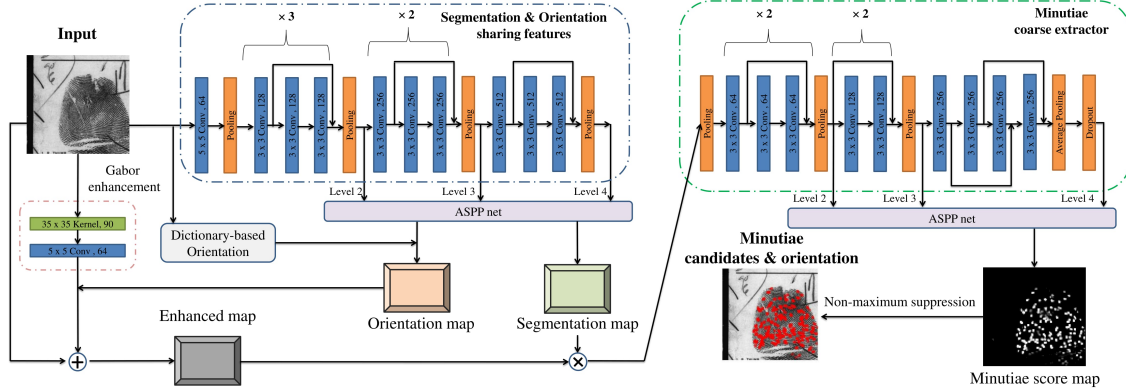 Input
Gabor
enhancement
35 x 35 Kernel, 90
5 x 5 Conv , 64
× 3
× 2
Segmentation & Orientation
sharing features
5 x 5 Conv , 64
Pooling
3 x 3 Conv , 128
3 x 3 Conv , 128
3 x 3 Conv , 128
Pooling
3 x 3 Conv , 256
3 x 3 Conv , 256
3 x 3 Conv , 256
Pooling
3 x 3 Conv , 512
3 x 3 Conv , 512
3 x 3 Conv , 512
Pooling
Level 2
Level 3
Level 4
ASPP net
Dictionary-based
Orientation
Orientation map
Segmentation map
Enhanced map
+
×
× 2
× 2
Minutiae
coarse extractor
Pooling
3 x 3 Conv , 64
3 x 3 Conv , 64
3 x 3 Conv , 64
Pooling
3 x 3 Conv , 128
3 x 3 Conv , 128
Pooling
3 x 3 Conv , 256
3 x 3 Conv , 256
3 x 3 Conv , 256
3 x 3 Conv , 256
Average Pooling
Dropout
Level 2
Level 3
Level 4
ASPP net
Minutiae
candidates & orientation
Non-maximum suppression
Minutiae score map